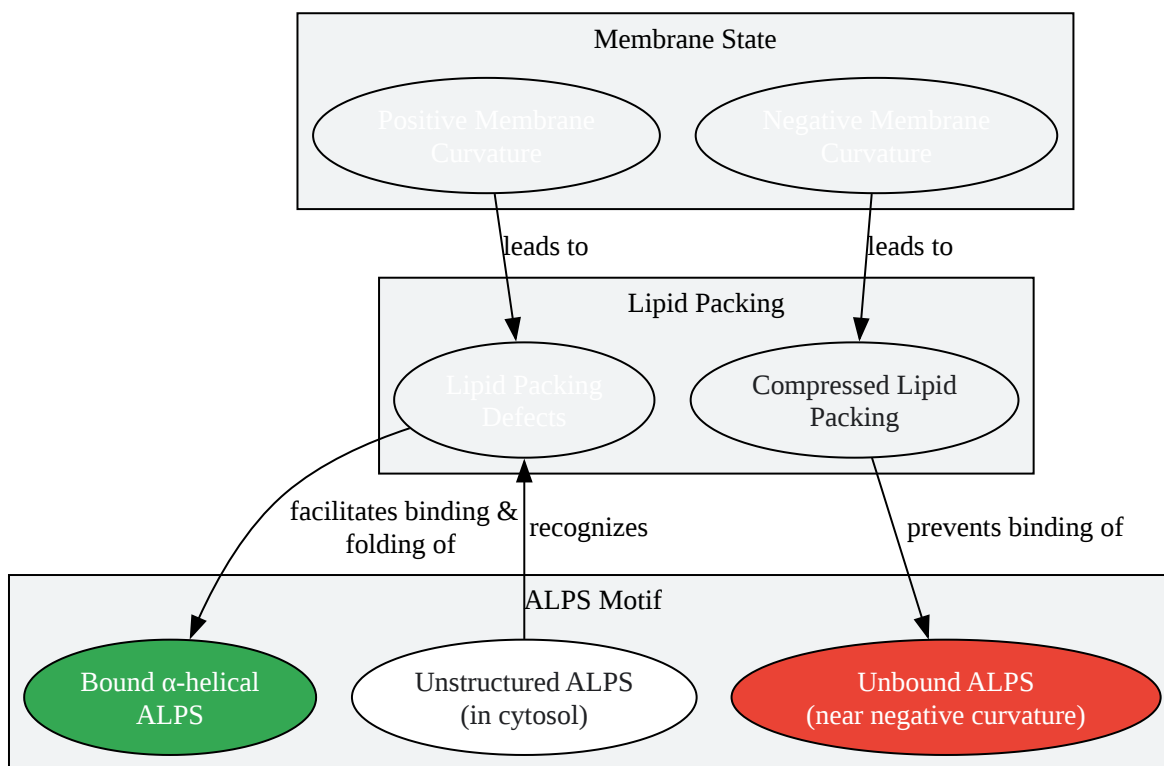 Membrane State
Positive Membrane
Curvature
Negative Membrane
Curvature
leads to
leads to
Lipid Packing
Lipid Packing
Defects
Compressed Lipid
Packing
facilitates binding &
folding of
recognizes
prevents binding of
ALPS Motif
Bound α-helical
ALPS
Unstructured ALPS
(in cytosol)
Unbound ALPS
(near negative curvature)